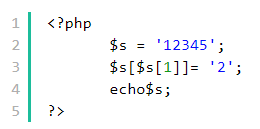 1 <?php
2 $s = '12345';
3 $s[$s[1]]= '2';
4 echo$s;
5 ?>